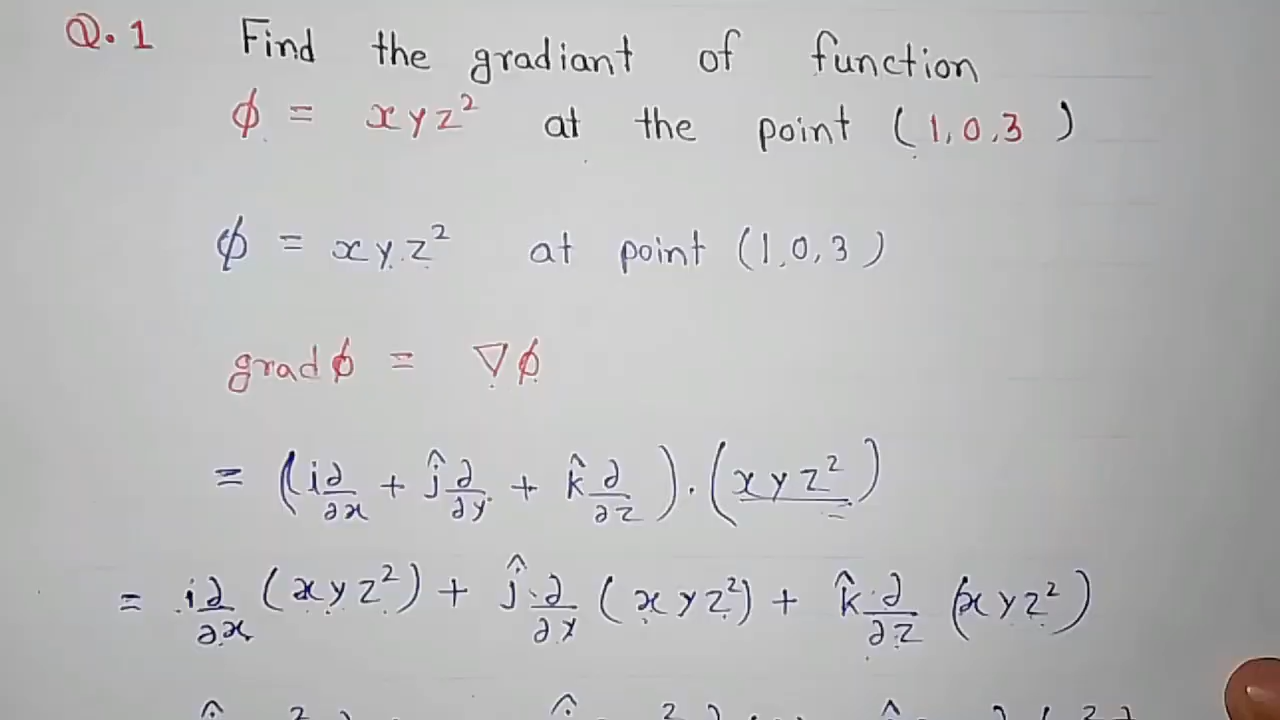 Q.1 Find the gradiant of function
ϕ = xyz² at the point (1,0,3)
ϕ = xyz² at point (1,0,3)
grad ϕ = ∇ϕ
= (i ∂/∂x + ĵ ∂/∂y + k̂ ∂/∂z).(xyz²)
= i ∂/∂x (xyz²) + ĵ.∂/∂y (xyz²) + k̂.∂/∂z (xyz²)